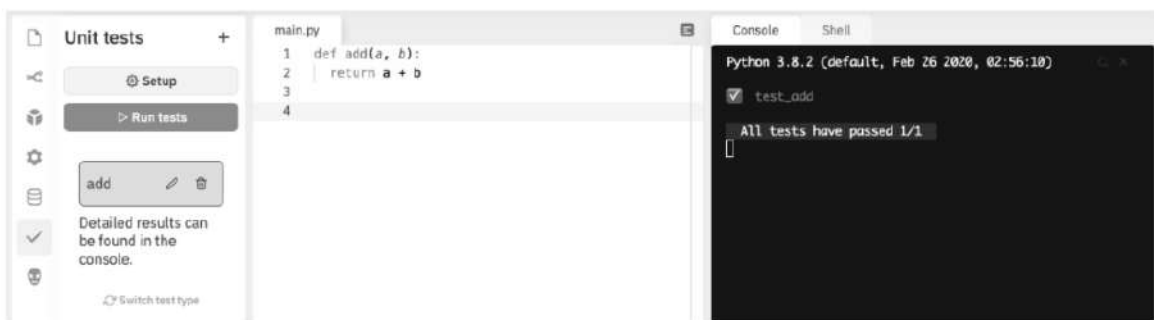 Unit tests +
Setup
Run tests
add
Detailed results can
be found in the
console.
Switch test type
main.py
1 def add(a, b):
2 return a + b
3
4
Console Shell
Python 3.8.2 (default, Feb 26 2020, 02:56:10)
test_add
All tests have passed 1/1